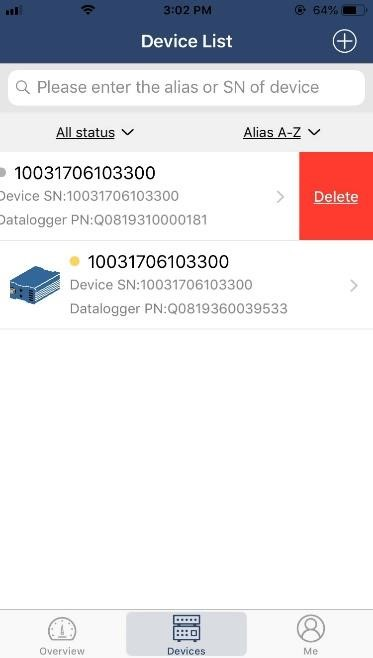 3:02 PM
64%
Device List
Please enter the alias or SN of device
All status
Alias A-Z
10031706103300
Device SN:10031706103300
Datalogger PN:Q0819310000181
Delete
10031706103300
Device SN:10031706103300
Datalogger PN:Q0819360039533
Overview
Devices
Me